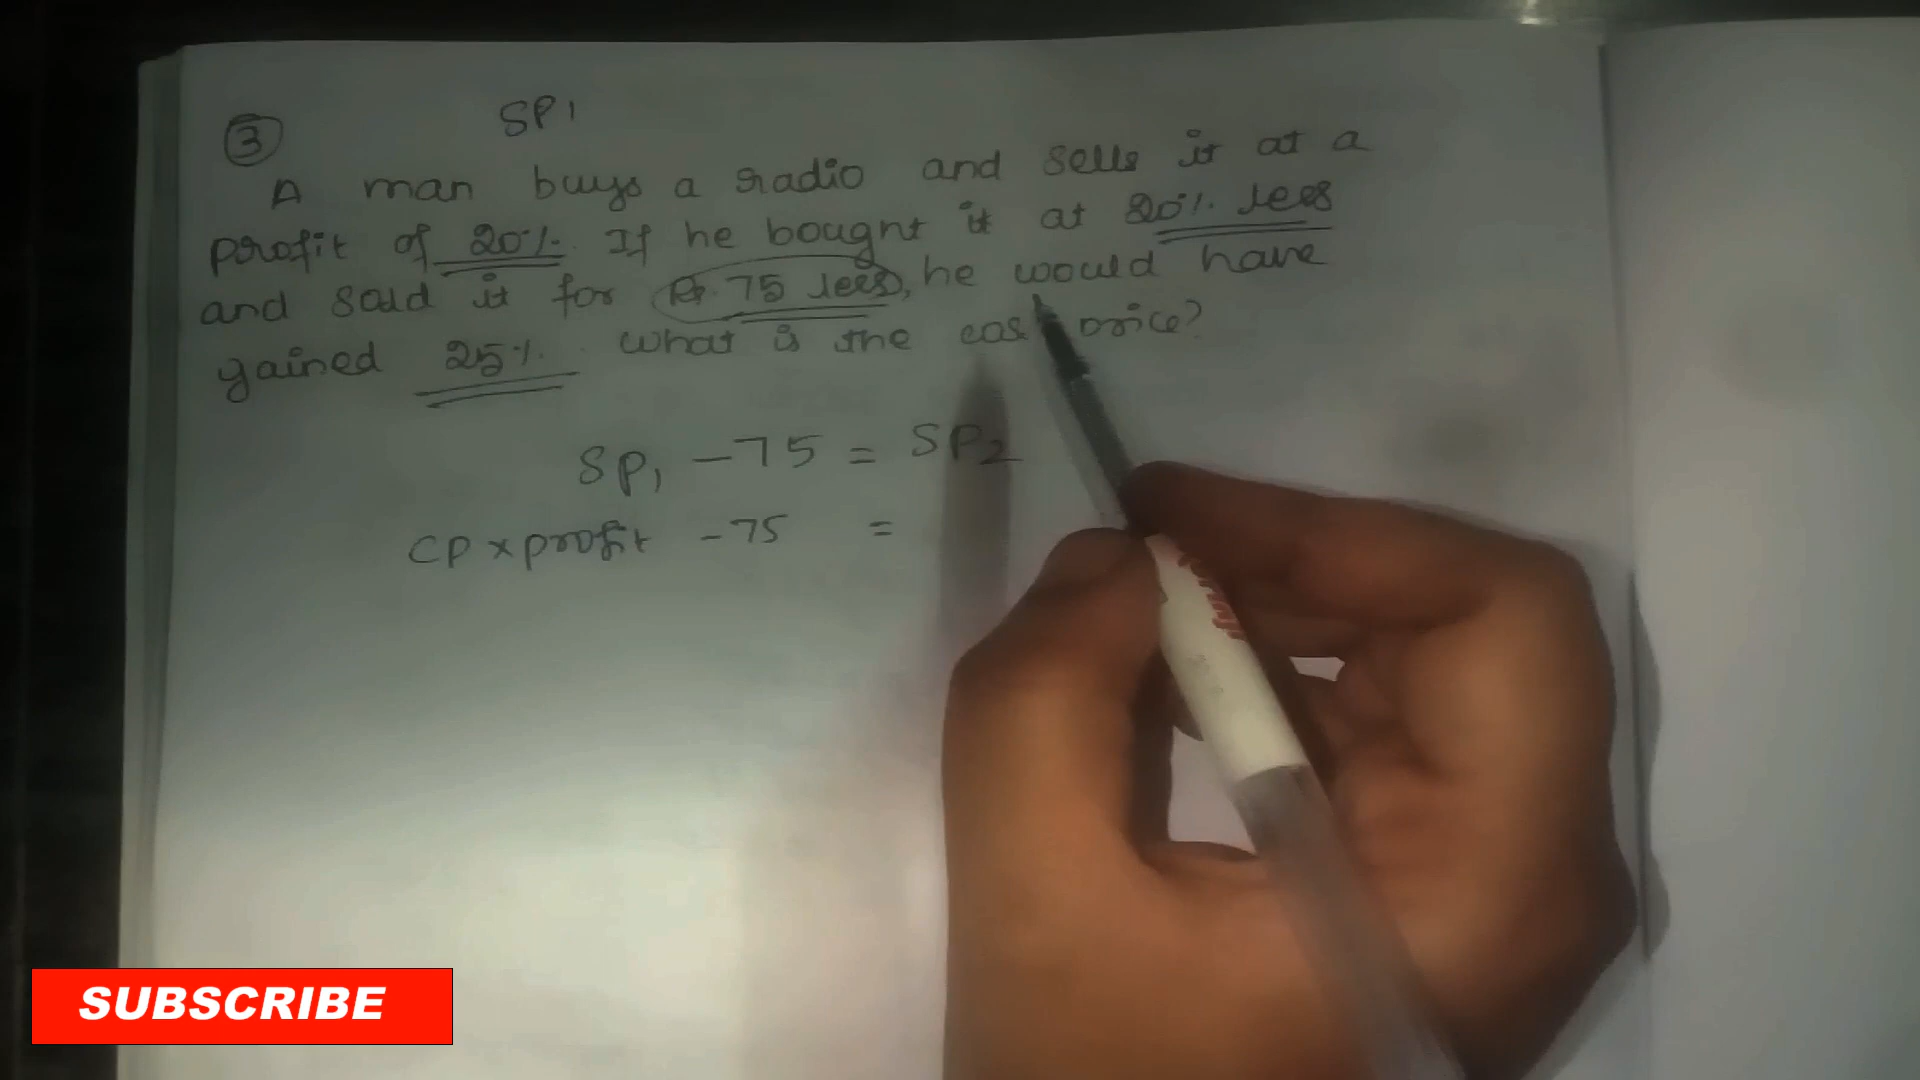 ③
SP1
A man buys a radio and sells it at a
profit of 20%. If he bought it at 20%. less
and sold it for Rs 75 less, he would have
gained 25%. what is the cos price?
SP1 - 75 = SP2
CP x profit - 75 =
SUBSCRIBE